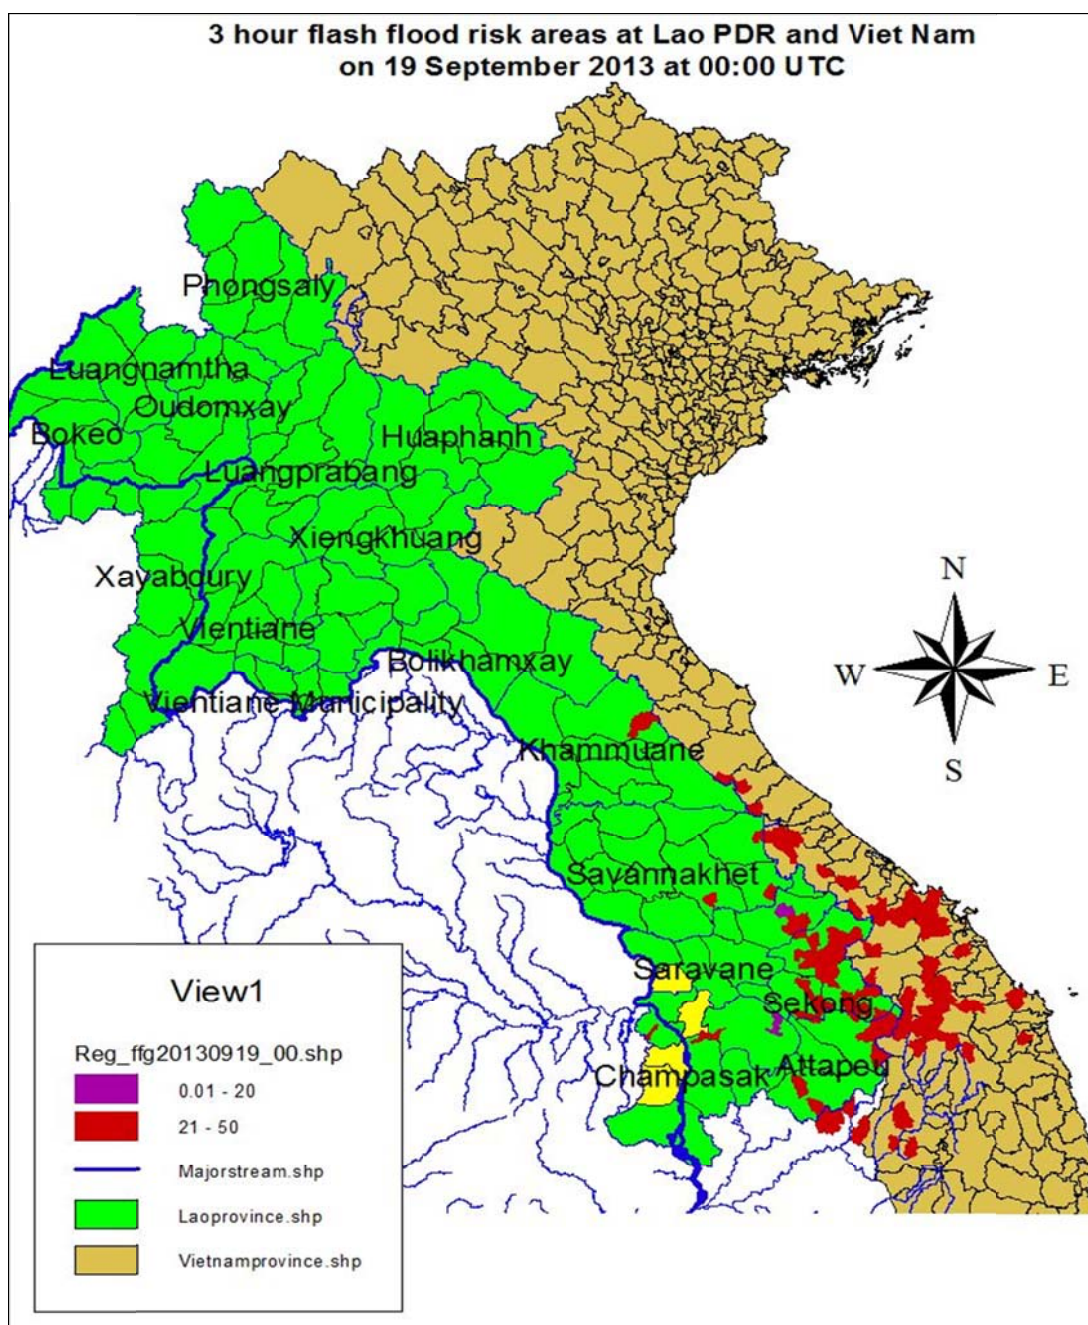 3 hour flash flood risk areas at Lao PDR and Viet Nam
on 19 September 2013 at 00:00 UTC
Phongsaly
Luangnamtha
Oudomxay
Bokeo
Huaphanh
Luangprabang
Xiengkhuang
Xayaboury
Vientiane
Bolikhamxay
Vientiane Municipality
Khammuane
Savannakhet
Saravane
Sekong
Attapeu
Champasak
N
W
E
S
View1
Reg_ffg20130919_00.shp
0.01 - 20
21 - 50
Majorstream.shp
Laoprovince.shp
Vietnamprovince.shp